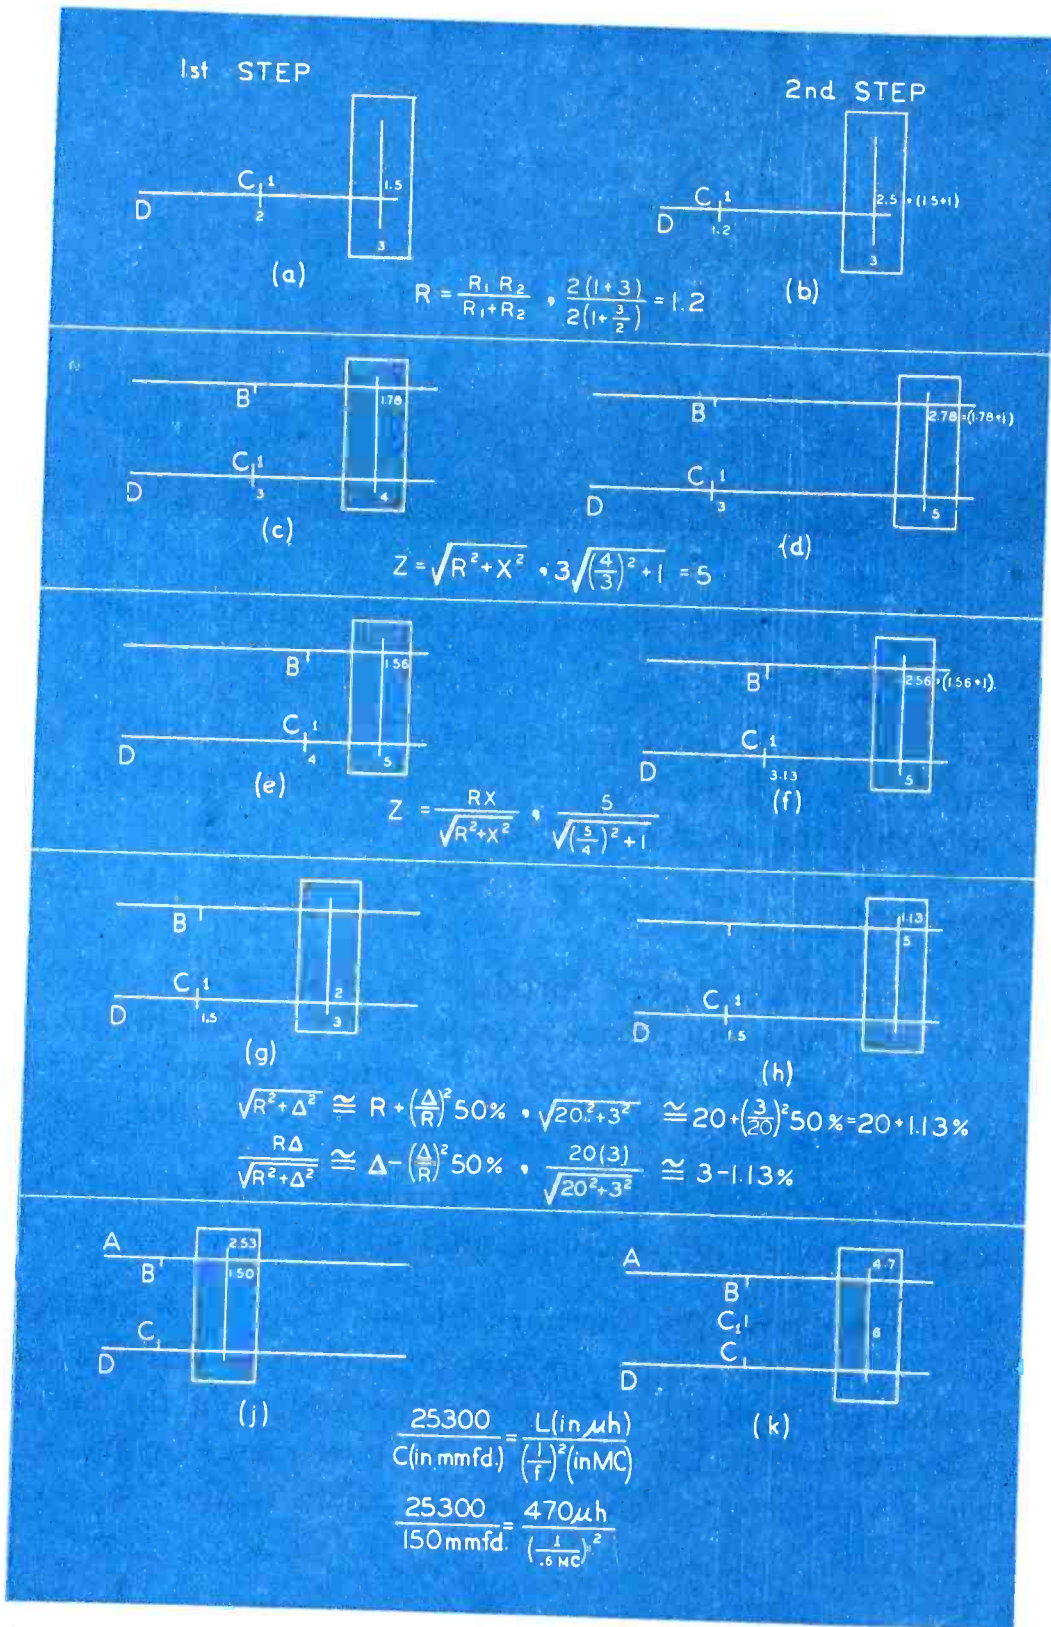 1st STEP
2nd STEP
C 1 1.5
D 2 3
(a)
C 1 2.5 , (1.5+1)
D 1.2 3
(b)
R = R₁ R₂ / R₁+R₂ , 2(1+3) / 2(1+3/2) = 1.2
B 1.78
C 1
D 3 4
(c)
B 2.78 =(1.78+1)
C 1
D 3 5
(d)
Z = √R²+X² , 3√(4/3)²+1 = 5
B 1.56
C 1
D 4 5
(e)
B 2.56 , (1.56+1).
C 1
D 3.13 5
(f)
Z = RX / √R²+X² , 5 / √(5/4)²+1
B
C 1 2
D 1.5 3
(g)
1.13
5
C 1
D 1.5
(h)
√R²+Δ² ≅ R+(Δ/R)² 50% , √20²+3² ≅ 20+(3/20)² 50%=20+1.13%
RΔ / √R²+Δ² ≅ Δ-(Δ/R)² 50% , 20(3) / √20²+3² ≅ 3-1.13%
A 2.53
B 1.50
C 1
D
(j)
A 4.7
B
C₁ 1 6
C 1
D
(k)
25300 / C(in mmfd.) = L(in μh) / (1/f)² (in MC)
25300 / 150mmfd. = 470μh / (1/.6 MC)²